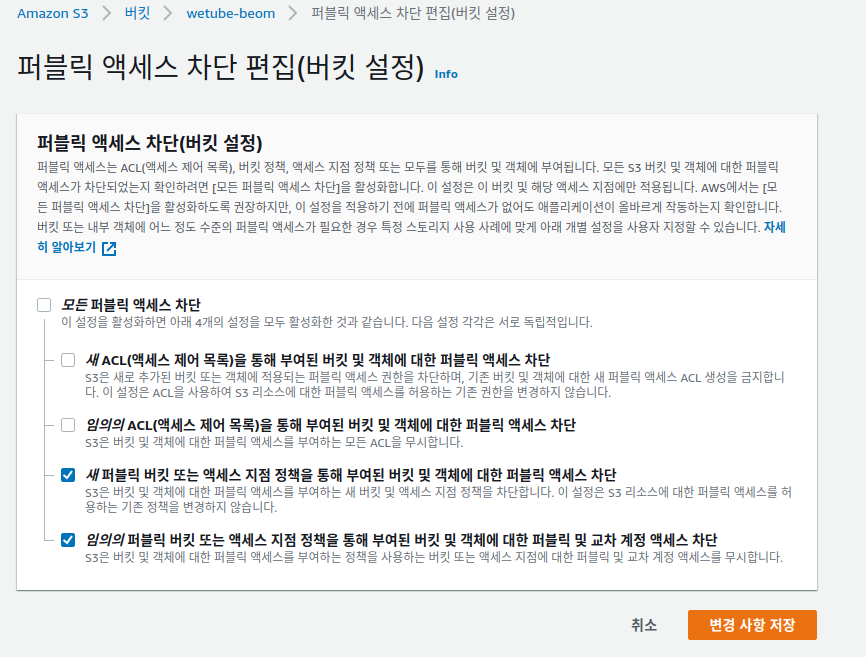 Amazon S3 > 버킷 > wetube-beom > 퍼블릭 액세스 차단 편집(버킷 설정)
퍼블릭 액세스 차단 편집(버킷 설정) Info
퍼블릭 액세스 차단(버킷 설정)
퍼블릭 액세스는 ACL(액세스 제어 목록), 버킷 정책, 액세스 지점 정책 또는 모두를 통해 버킷 및 객체에 부여됩니다. 모든 S3 버킷 및 객체에 대한 퍼블릭
액세스가 차단되었는지 확인하려면 [모든 퍼블릭 액세스 차단]을 활성화합니다. 이 설정은 이 버킷 및 해당 액세스 지점에만 적용됩니다. AWS에서는 [모
든 퍼블릭 액세스 차단]을 활성화하도록 권장하지만, 이 설정을 적용하기 전에 퍼블릭 액세스가 없어도 애플리케이션이 올바르게 작동하는지 확인합니다.
버킷 또는 내부 객체에 어느 정도 수준의 퍼블릭 액세스가 필요한 경우 특정 스토리지 사용 사례에 맞게 아래 개별 설정을 사용자 지정할 수 있습니다. 자세
히 알아보기
모든 퍼블릭 액세스 차단
이 설정을 활성화하면 아래 4개의 설정을 모두 활성화한 것과 같습니다. 다음 설정 각각은 서로 독립적입니다.
새 ACL(액세스 제어 목록)을 통해 부여된 버킷 및 객체에 대한 퍼블릭 액세스 차단
S3은 새로 추가된 버킷 또는 객체에 적용되는 퍼블릭 액세스 권한을 차단하며, 기존 버킷 및 객체에 대한 새 퍼블릭 액세스 ACL 생성을 금지합니
다. 이 설정은 ACL을 사용하여 S3 리소스에 대한 퍼블릭 액세스를 허용하는 기존 권한을 변경하지 않습니다.
임의의 ACL(액세스 제어 목록)을 통해 부여된 버킷 및 객체에 대한 퍼블릭 액세스 차단
S3은 버킷 및 객체에 대한 퍼블릭 액세스를 부여하는 모든 ACL을 무시합니다.
새 퍼블릭 버킷 또는 액세스 지점 정책을 통해 부여된 버킷 및 객체에 대한 퍼블릭 액세스 차단
S3은 버킷 및 객체에 대한 퍼블릭 액세스를 부여하는 새 버킷 및 액세스 지점 정책을 차단합니다. 이 설정은 S3 리소스에 대한 퍼블릭 액세스를 허
용하는 기존 정책을 변경하지 않습니다.
임의의 퍼블릭 버킷 또는 액세스 지점 정책을 통해 부여된 버킷 및 객체에 대한 퍼블릭 및 교차 계정 액세스 차단
S3은 버킷 및 객체에 대한 퍼블릭 액세스를 부여하는 정책을 사용하는 버킷 또는 액세스 지점에 대한 퍼블릭 및 교차 계정 액세스를 무시합니다.
취소 변경 사항 저장